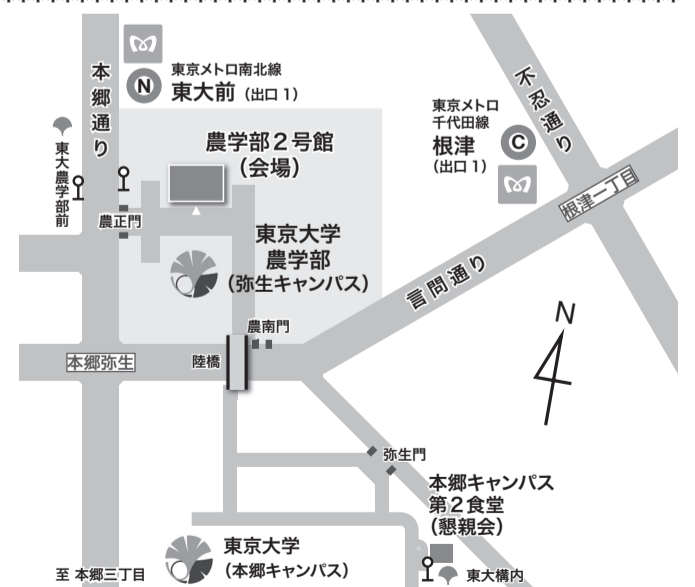 本郷通り
N
東京メトロ南北線
東大前（出口1）
東大農学部前
農学部２号館
（会場）
農正門
東京大学
農学部
（弥生キャンパス）
東京メトロ
千代田線
根津
（出口1）
C
不忍通り
根津一丁目
言問通り
N
農南門
本郷弥生
陸橋
弥生門
本郷キャンパス
第２食堂
（懇親会）
東京大学
（本郷キャンパス）
至 本郷三丁目
東大構内